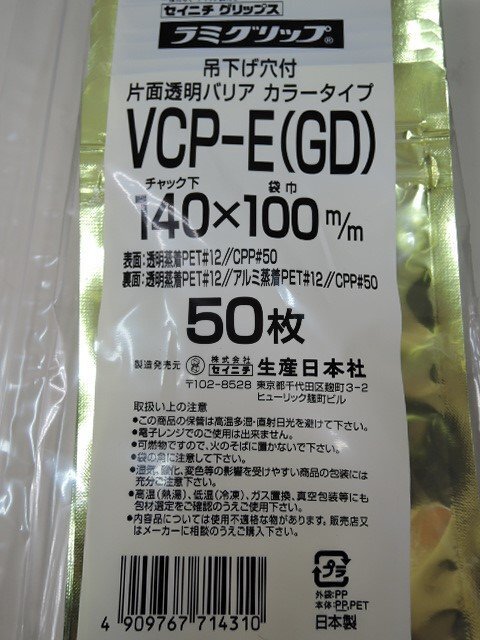 セイニチ グリップス
ラミグリップ®
吊下げ穴付
片面透明バリア カラータイプ
VCP-E(GD)
チャック下 袋巾
140×100m/m
表面:透明蒸着PET#12//CPP#50
裏面:透明蒸着PET#12//アルミ蒸着PET#12//CPP#50
50枚
製造発売元 株式会社 セイニチ 生産日本社
〒102-8528 東京都千代田区麹町3-2
ヒューリック麹町ビル
取扱い上の注意
●この商品の保管は高温多湿・直射日光を避けて下さい。
●電子レンジでのご使用は出来ません。
●可燃物ですので、火のそばに置かないで下さい。
●袋の角に注意して下さい。
●湿気、酸化、変色等の影響を受けやすい商品の包装には
充分ご注意下さい。
●高温(熱湯)、低温(冷凍)、ガス置換、真空包装等にも
包材選定をご確認のうえご使用下さい。
●内容品については使用不適格な物があります。販売店又
はメーカーに相談のうえご購入下さい。
プラ
外袋:PP
本体:PP,PET
日本製
4 909767 714310